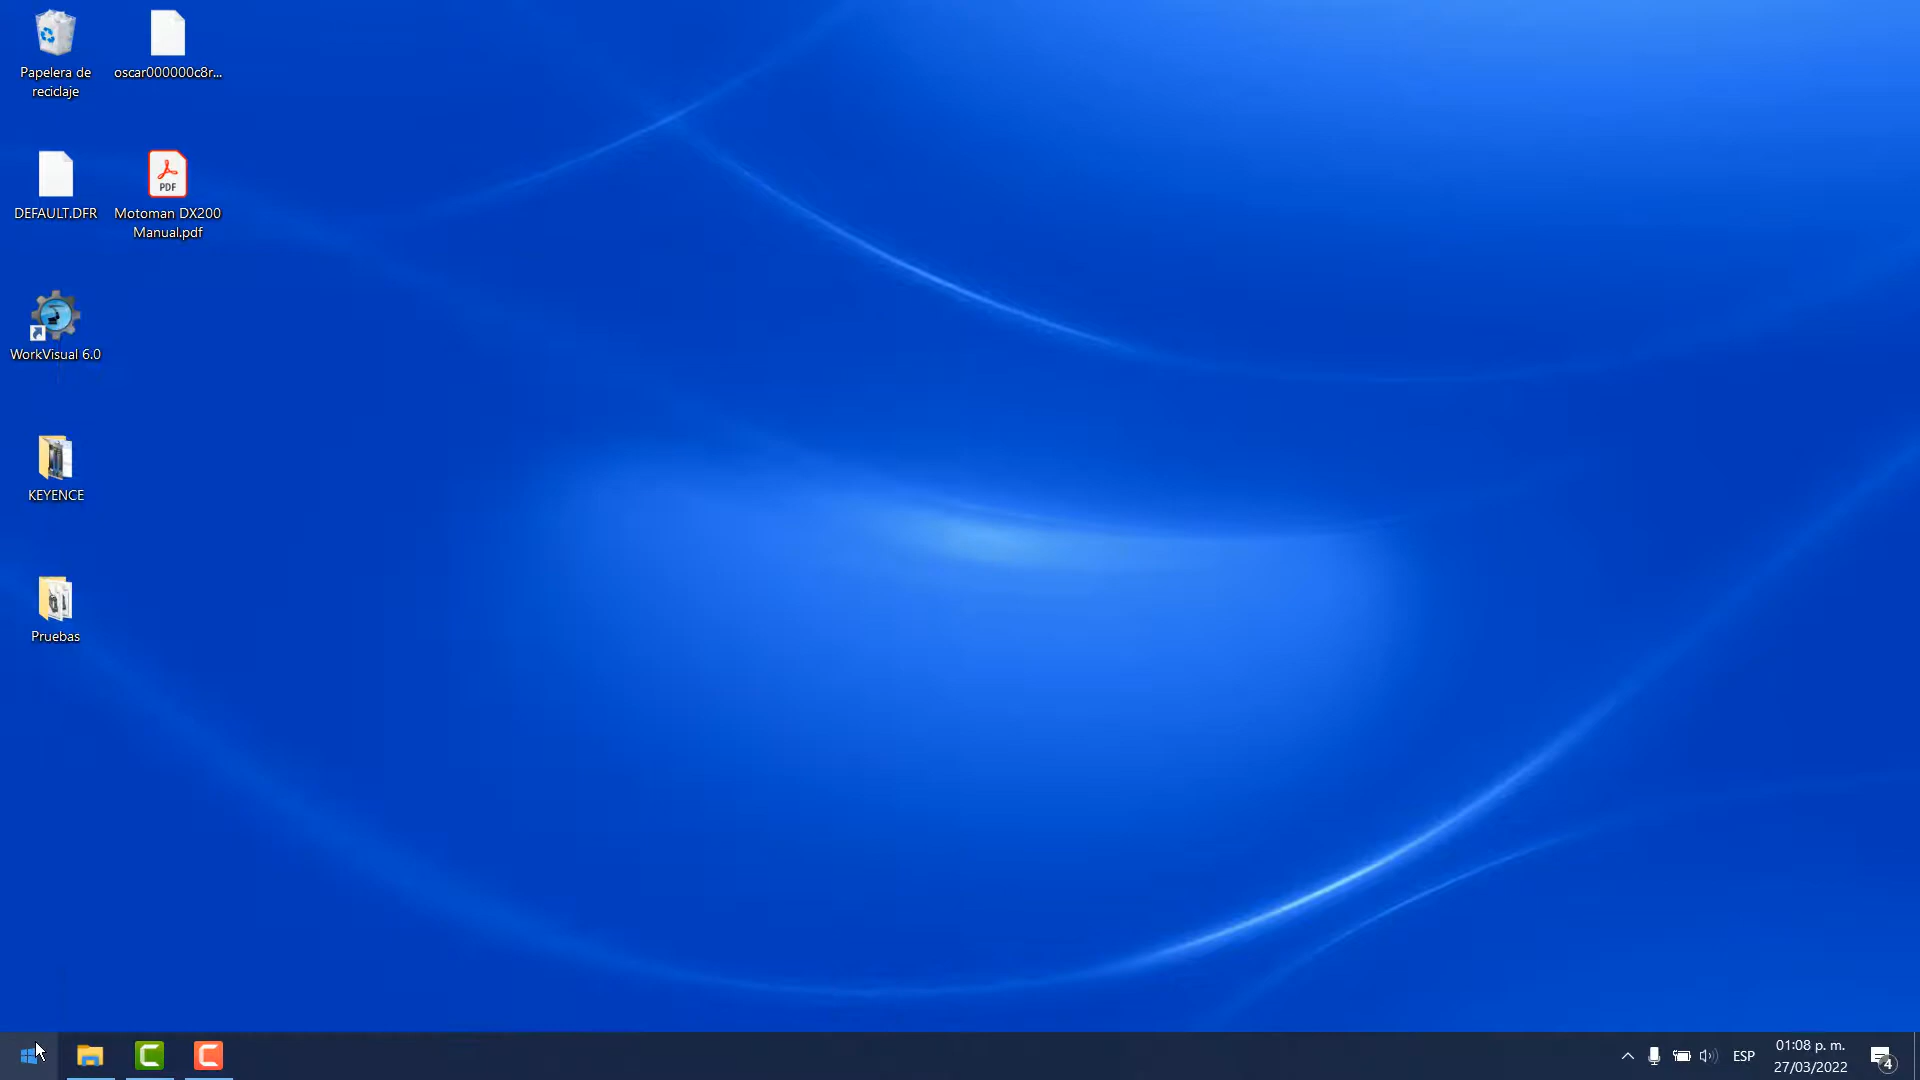 Papelera de
reciclaje
oscar000000c8r...
DEFAULT.DFR
PDF
Motoman DX200
Manual.pdf
WorkVisual 6.0
KEYENCE
Pruebas
ESP
01:08 p. m.
27/03/2022
4